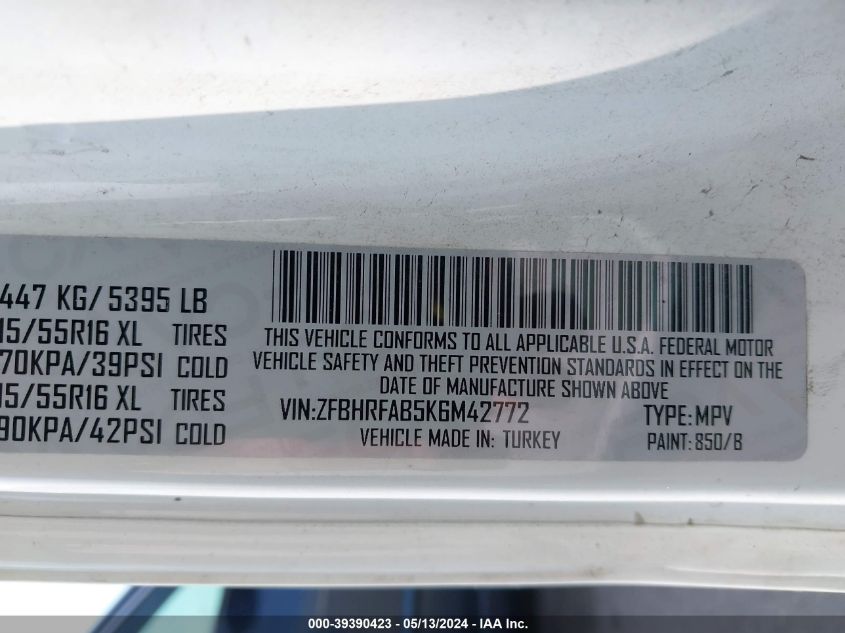 447 KG/ 5395 LB
15/55R16 XL TIRES
70KPA/39PSI COLD
15/55R16 XL TIRES
90KPA/42PSI COLD
THIS VEHICLE CONFORMS TO ALL APPLICABLE U.S.A. FEDERAL MOTOR
VEHICLE SAFETY AND THEFT PREVENTION STANDARDS IN EFFECT ON THE
DATE OF MANUFACTURE SHOWN ABOVE
VIN:ZFBHRFAB5K6M42772 TYPE: MPV
VEHICLE MADE IN: TURKEY PAINT: 850/B
000-39390423 — 05/13/2024 — IAA Inc.